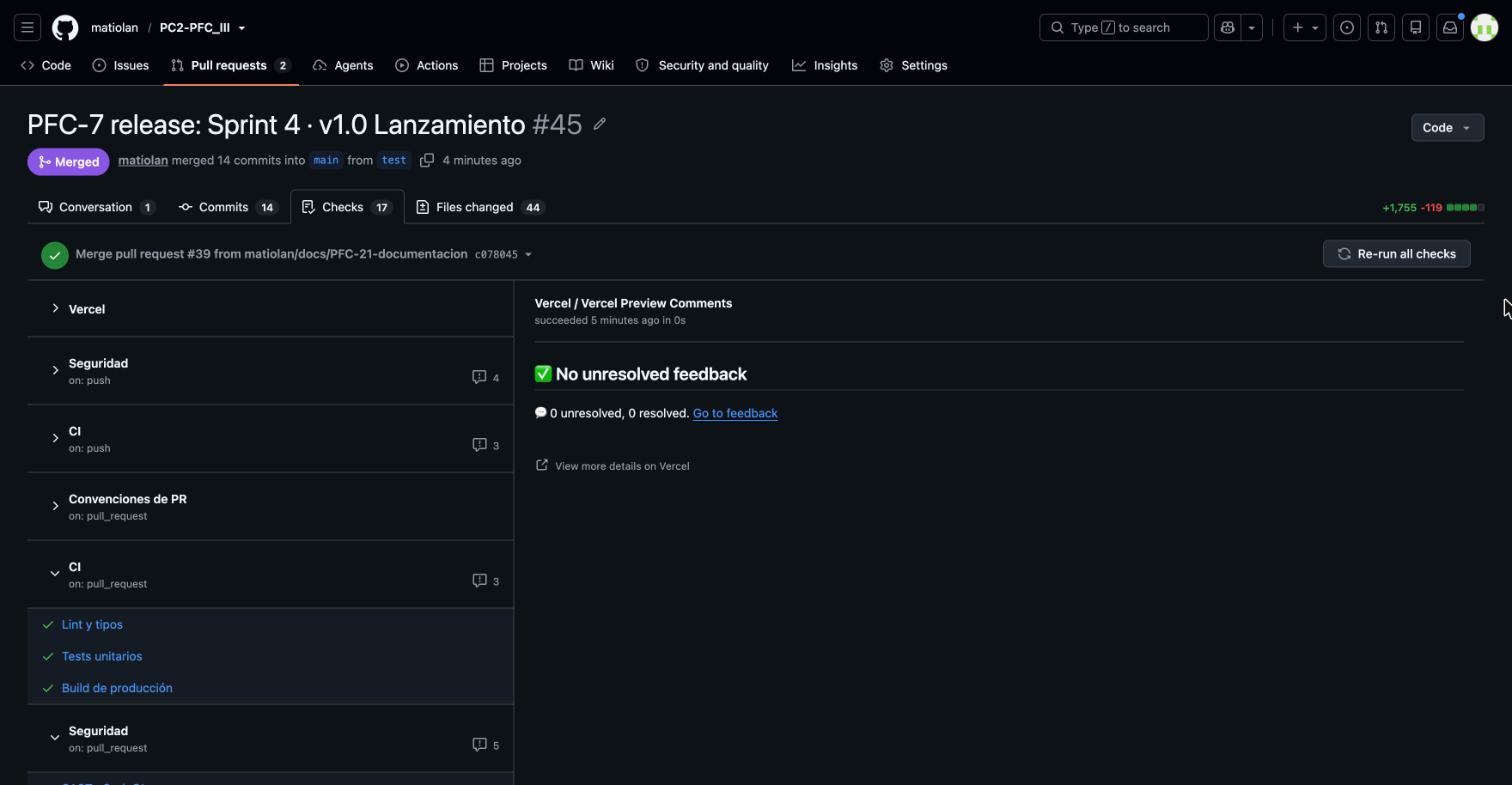 matiolan / PC2-PFC_III
Type / to search
Code
Issues
Pull requests 2
Agents
Actions
Projects
Wiki
Security and quality
Insights
Settings
PFC-7 release: Sprint 4 · v1.0 Lanzamiento #45
Code
Merged
matiolan merged 14 commits into main from test 4 minutes ago
Conversation 1
Commits 14
Checks 17
Files changed 44
+1,755 -119
Merge pull request #39 from matiolan/docs/PFC-21-documentacion c078045
Re-run all checks
Vercel
Seguridad
on: push
4
CI
on: push
3
Convenciones de PR
on: pull_request
CI
on: pull_request
3
Lint y tipos
Tests unitarios
Build de producción
Seguridad
on: pull_request
5
Vercel / Vercel Preview Comments
succeeded 5 minutes ago in 0s
No unresolved feedback
0 unresolved, 0 resolved. Go to feedback
View more details on Vercel